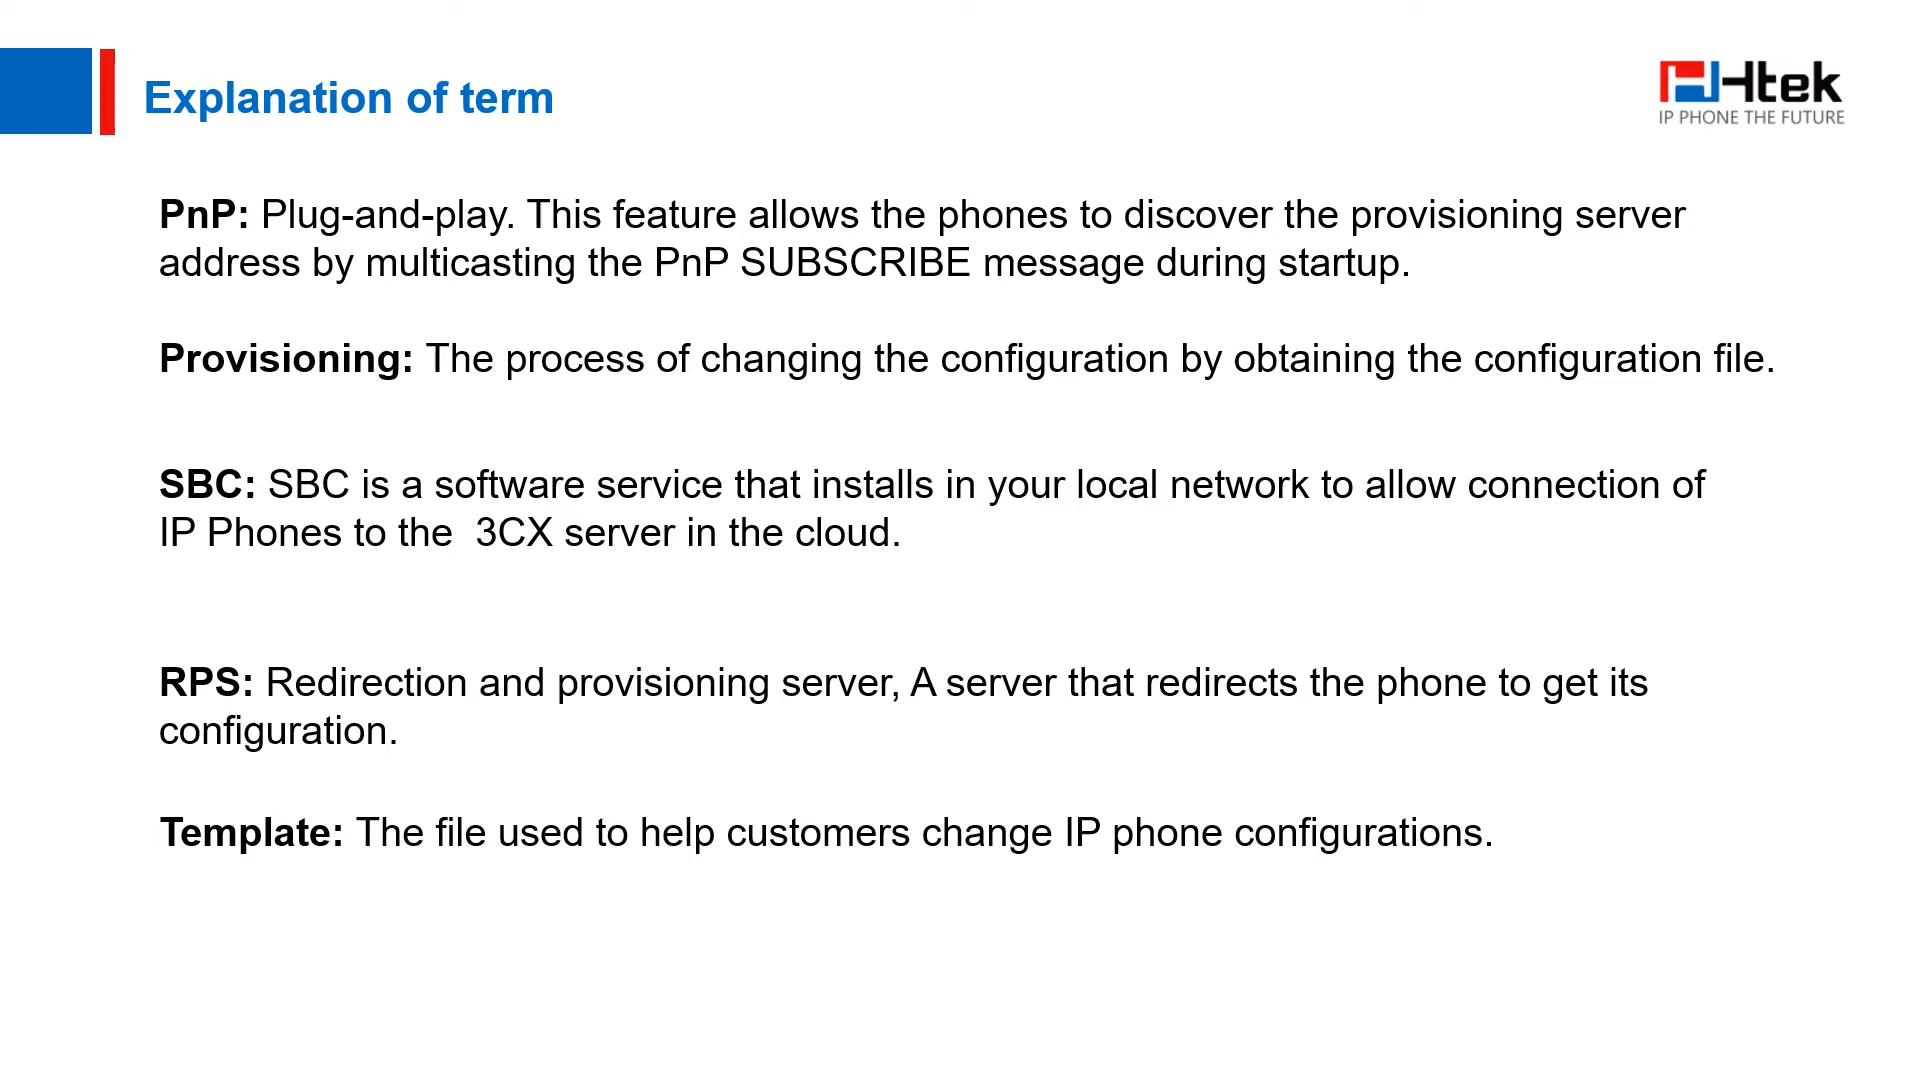 Explanation of term
Htek
IP PHONE THE FUTURE
PnP: Plug-and-play. This feature allows the phones to discover the provisioning server
address by multicasting the PnP SUBSCRIBE message during startup.
Provisioning: The process of changing the configuration by obtaining the configuration file.
SBC: SBC is a software service that installs in your local network to allow connection of
IP Phones to the  3CX server in the cloud.
RPS: Redirection and provisioning server, A server that redirects the phone to get its
configuration.
Template: The file used to help customers change IP phone configurations.